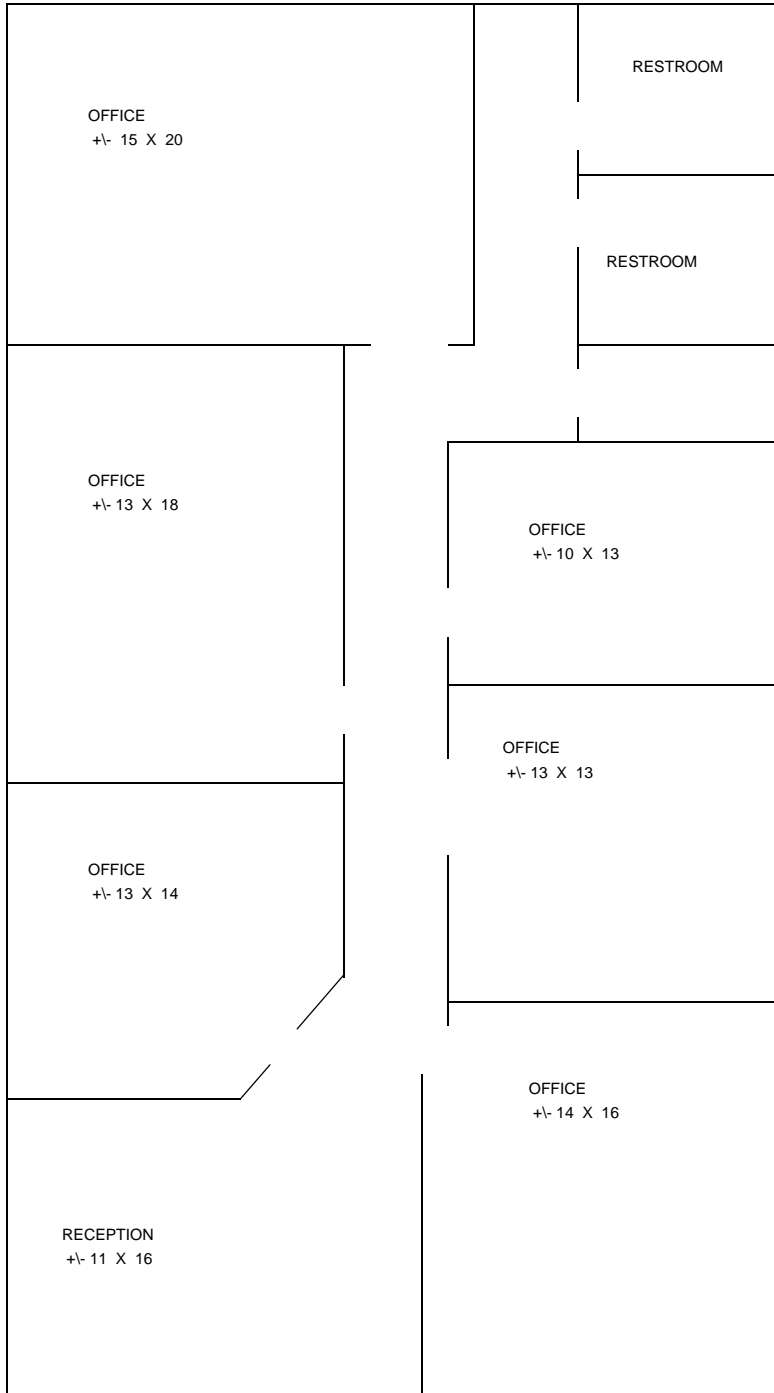 RESTROOM
OFFICE
+\- 15 X 20
RESTROOM
OFFICE
+\- 13 X 18
OFFICE
+\- 10 X 13
OFFICE
+\- 13 X 13
OFFICE
+\- 13 X 14
OFFICE
+\- 14 X 16
RECEPTION
+\- 11 X 16